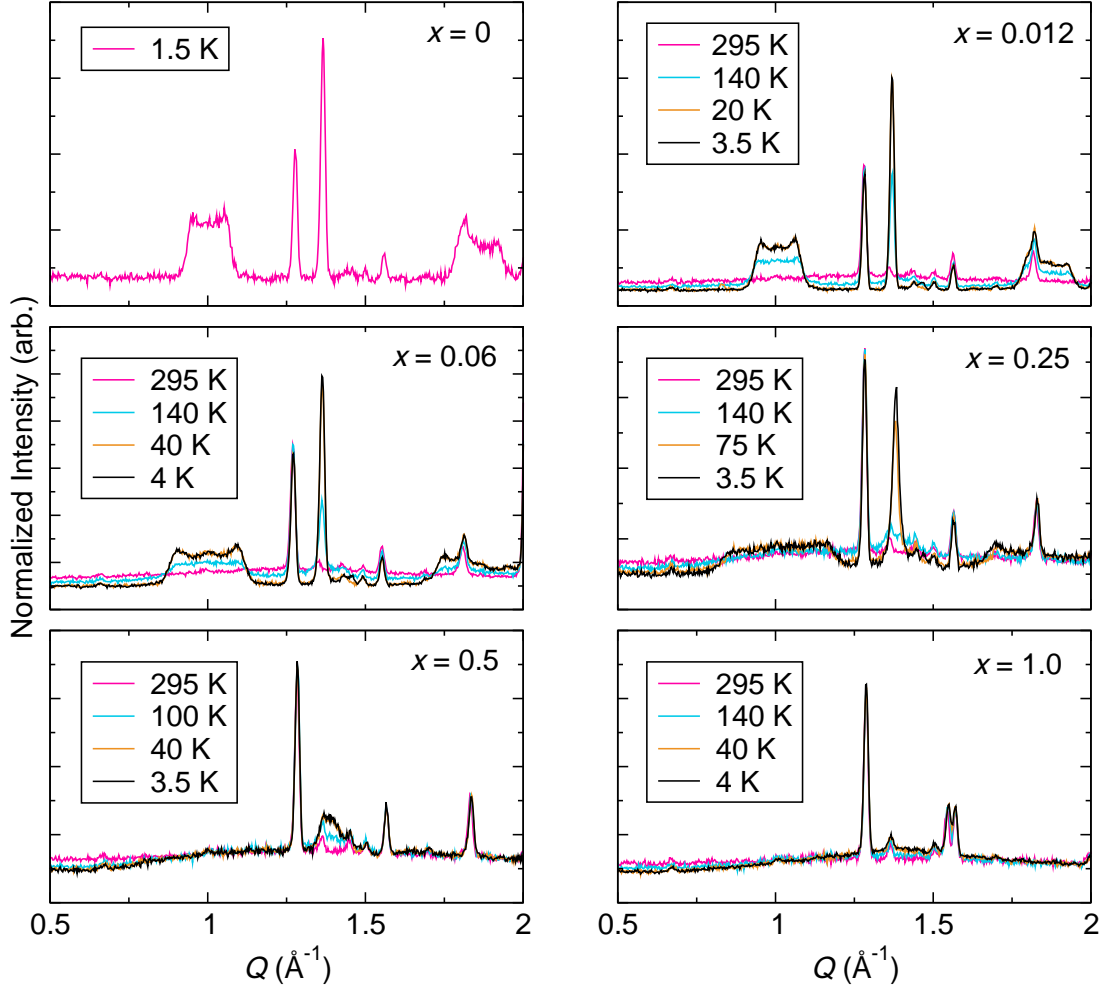 1.5 K
x = 0
295 K
140 K
20 K
3.5 K
x = 0.012
295 K
140 K
40 K
4 K
x = 0.06
295 K
140 K
75 K
3.5 K
x = 0.25
295 K
100 K
40 K
3.5 K
x = 0.5
295 K
140 K
40 K
4 K
x = 1.0
Normalized Intensity (arb.)
0.5 1 1.5 2
0.5 1 1.5 2
Q (Å⁻¹)
Q (Å⁻¹)